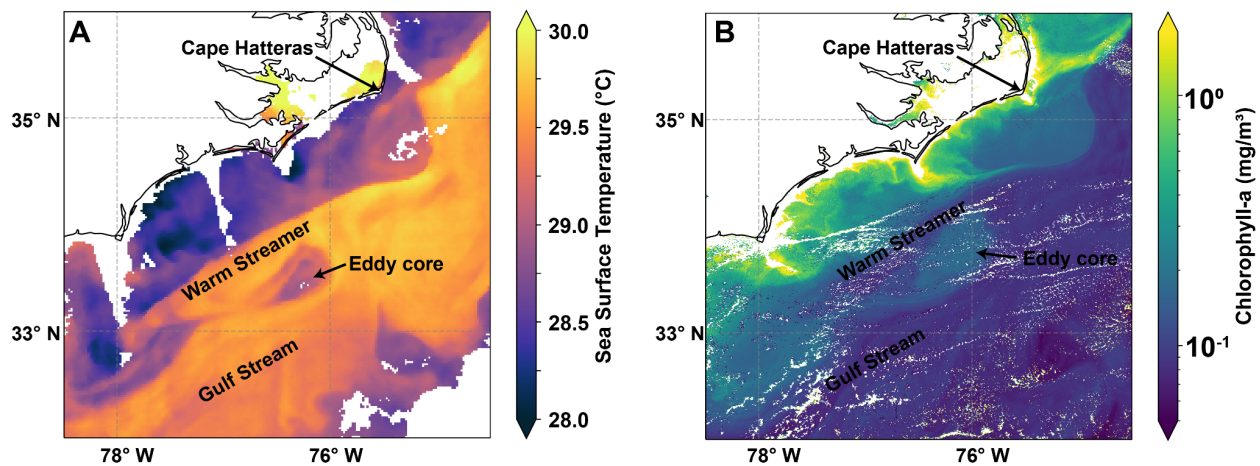 A
Cape Hatteras
35° N
33° N
Warm Streamer
Eddy core
Gulf Stream
78° W
76° W
30.0
29.5
29.0
28.5
28.0
Sea Surface Temperature (°C)
B
Cape Hatteras
35° N
33° N
Warm Streamer
Eddy core
Gulf Stream
78° W
76° W
10⁰
10⁻¹
Chlorophyll-a (mg/m³)